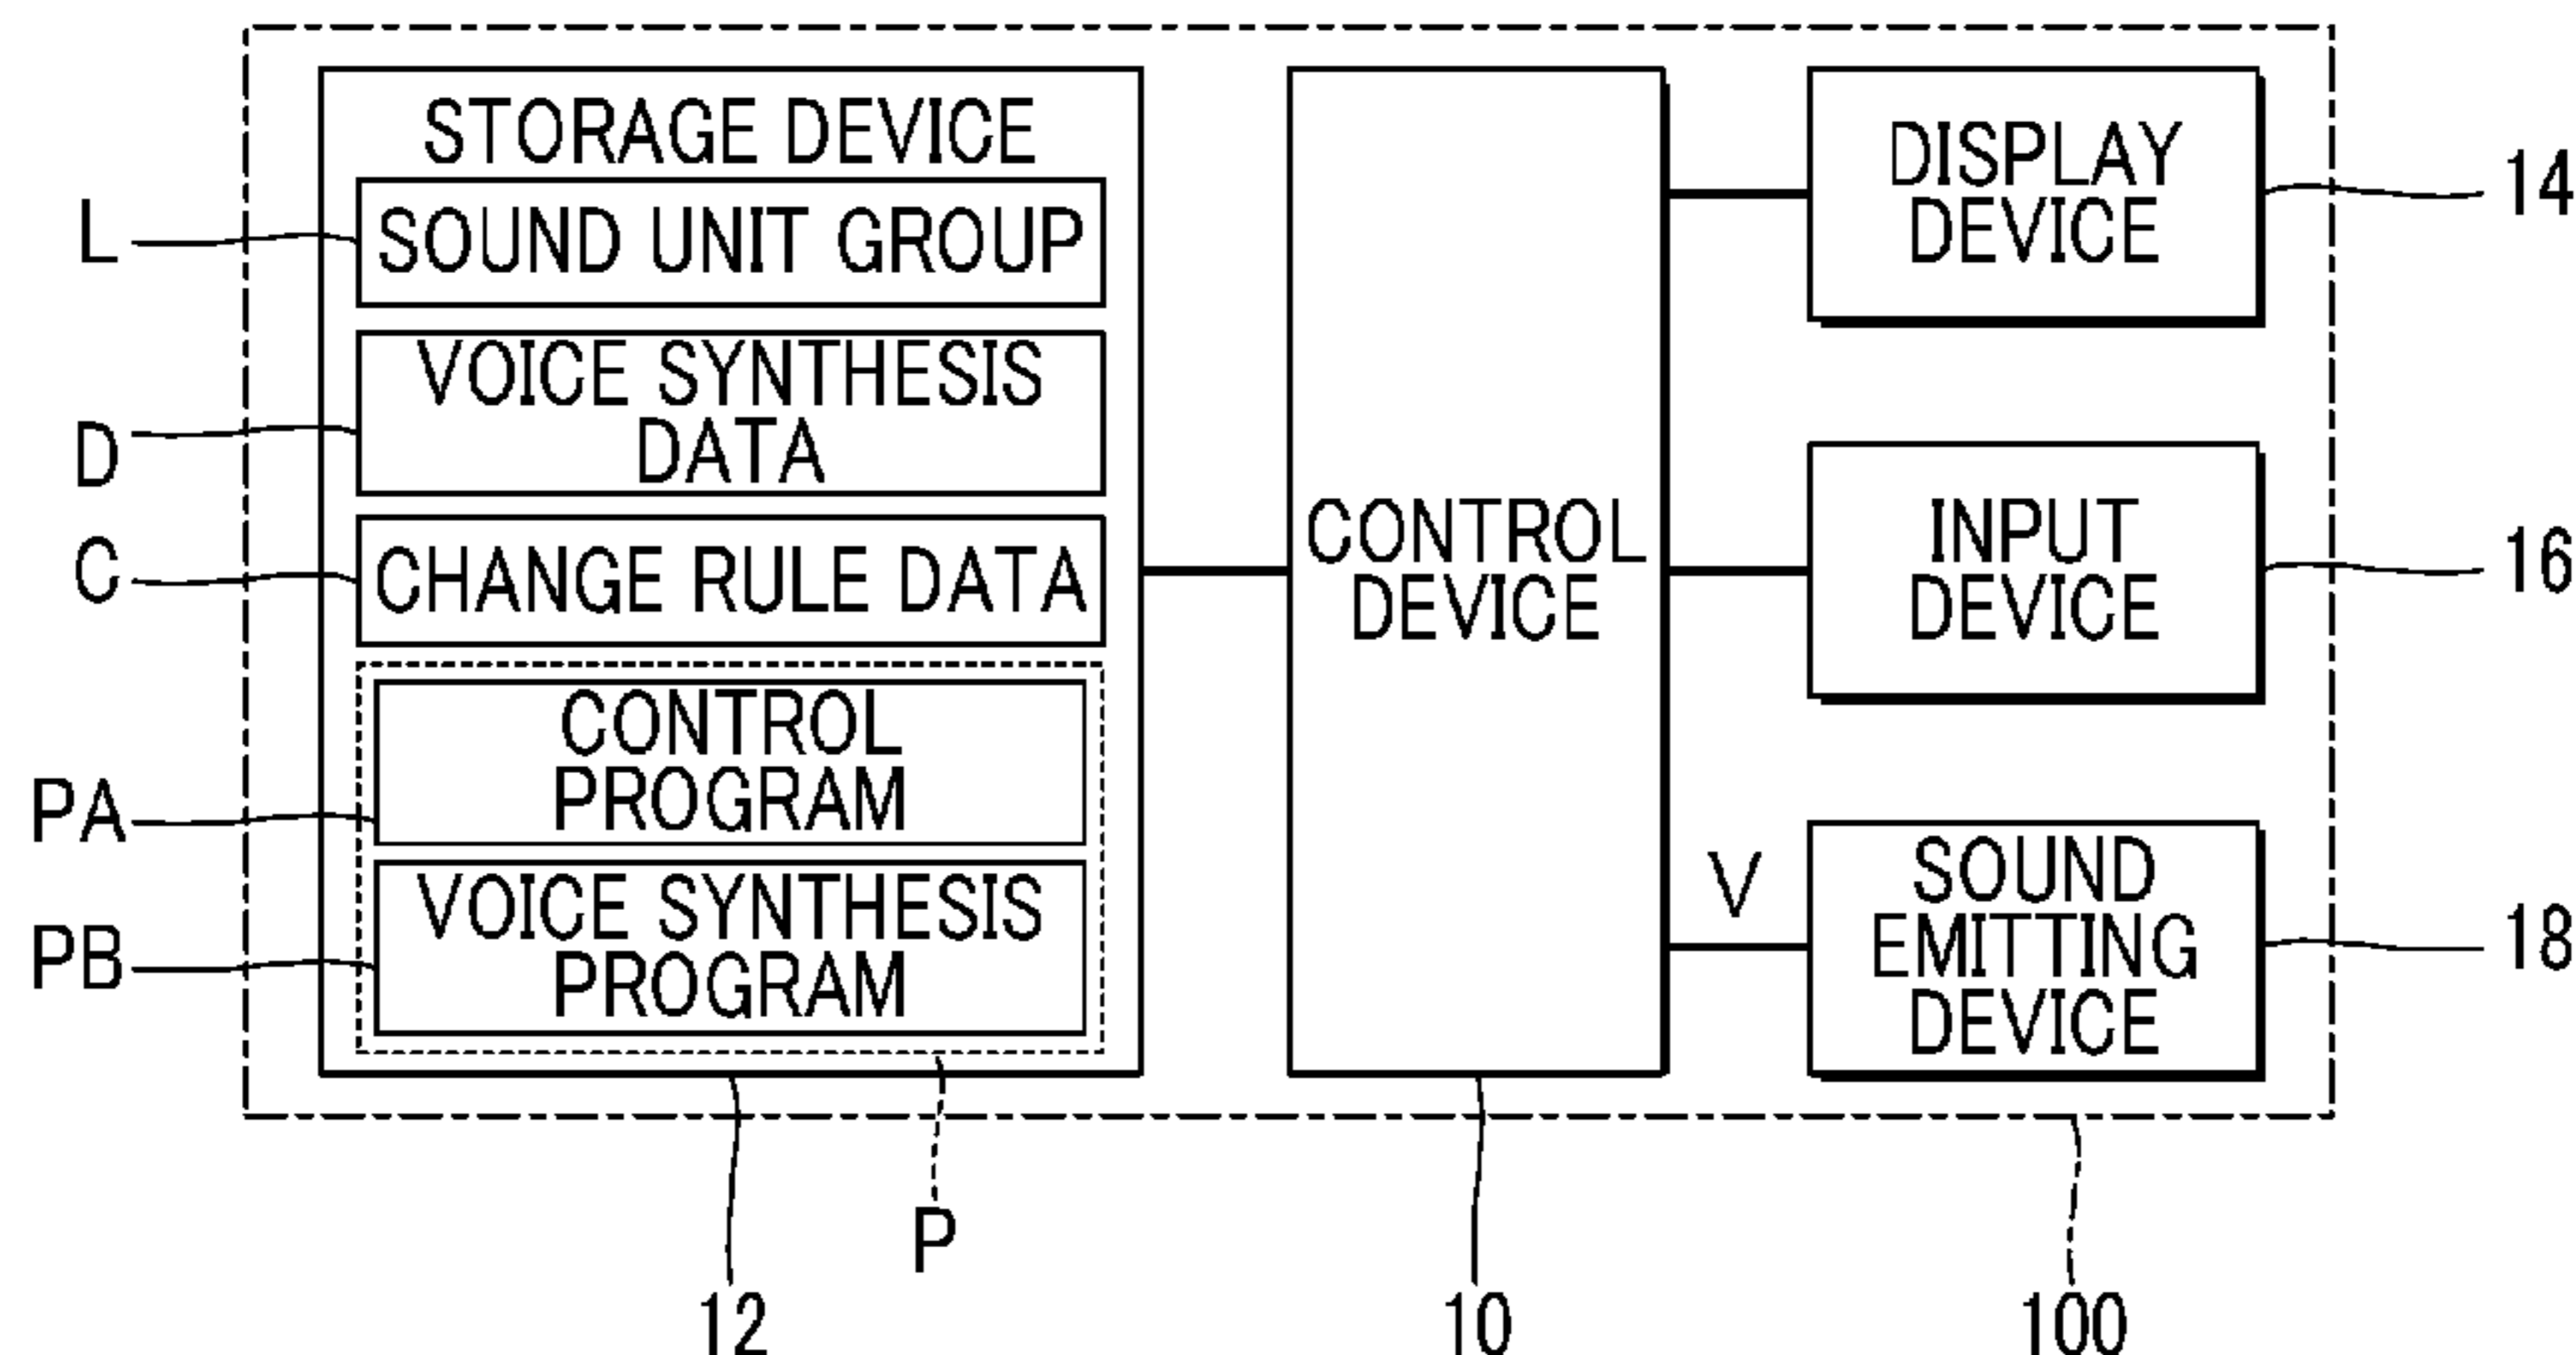 STORAGE DEVICE
L
SOUND UNIT GROUP
D
VOICE SYNTHESIS
DATA
C
CHANGE RULE DATA
PA
CONTROL
PROGRAM
PB
VOICE SYNTHESIS
PROGRAM
P
12
CONTROL
DEVICE
10
DISPLAY
DEVICE
14
INPUT
DEVICE
16
V
SOUND
EMITTING
DEVICE
18
100